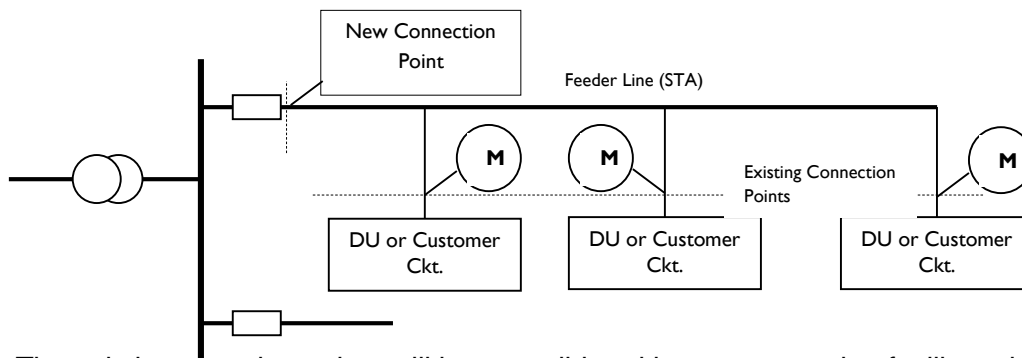 New Connection
Point
Feeder Line (STA)
M
M
M
Existing Connection
Points
DU or Customer
Ckt.
DU or Customer
Ckt.
DU or Customer
Ckt.